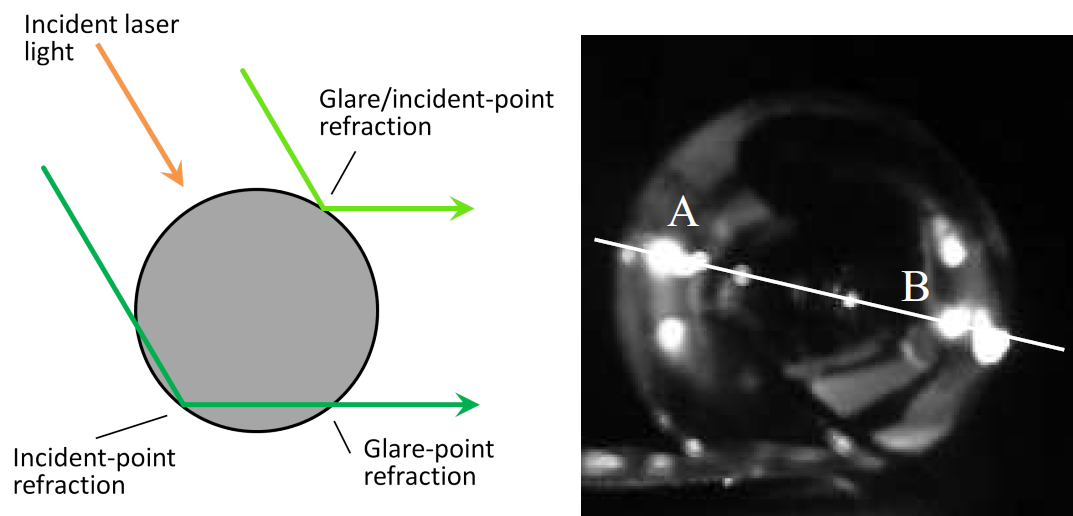 Incident laser
light
Glare/incident-point
refraction
Incident-point
refraction
Glare-point
refraction
A
B